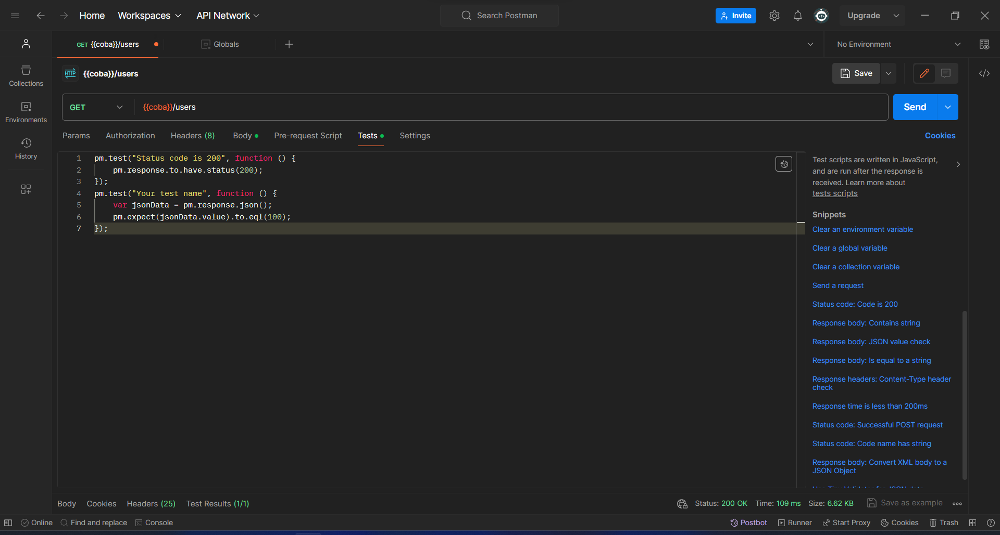 Home Workspaces API Network Search Postman Invite Upgrade
GET {{coba}}/users Globals No Environment
HTTP {{coba}}/users Save
Collections
Environments
History
GET {{coba}}/users Send
Params Authorization Headers (8) Body Pre-request Script Tests Settings Cookies
1 pm.test("Status code is 200", function () {
2 pm.response.to.have.status(200);
3 });
4 pm.test("Your test name", function () {
5 var jsonData = pm.response.json();
6 pm.expect(jsonData.value).to.eql(100);
7 });
Test scripts are written in JavaScript,
and are run after the response is
received. Learn more about
tests scripts
Snippets
Clear an environment variable
Clear a global variable
Clear a collection variable
Send a request
Status code: Code is 200
Response body: Contains string
Response body: JSON value check
Response body: Is equal to a string
Response headers: Content-Type header
check
Response time is less than 200ms
Status code: Successful POST request
Status code: Code name has string
Response body: Convert XML body to a
JSON Object
Use Tiny Validator for JSON data
Body Cookies Headers (25) Test Results (1/1) Status: 200 OK Time: 109 ms Size: 6.62 KB Save as example
Online Find and replace Console Postbot Runner Start Proxy Cookies Trash